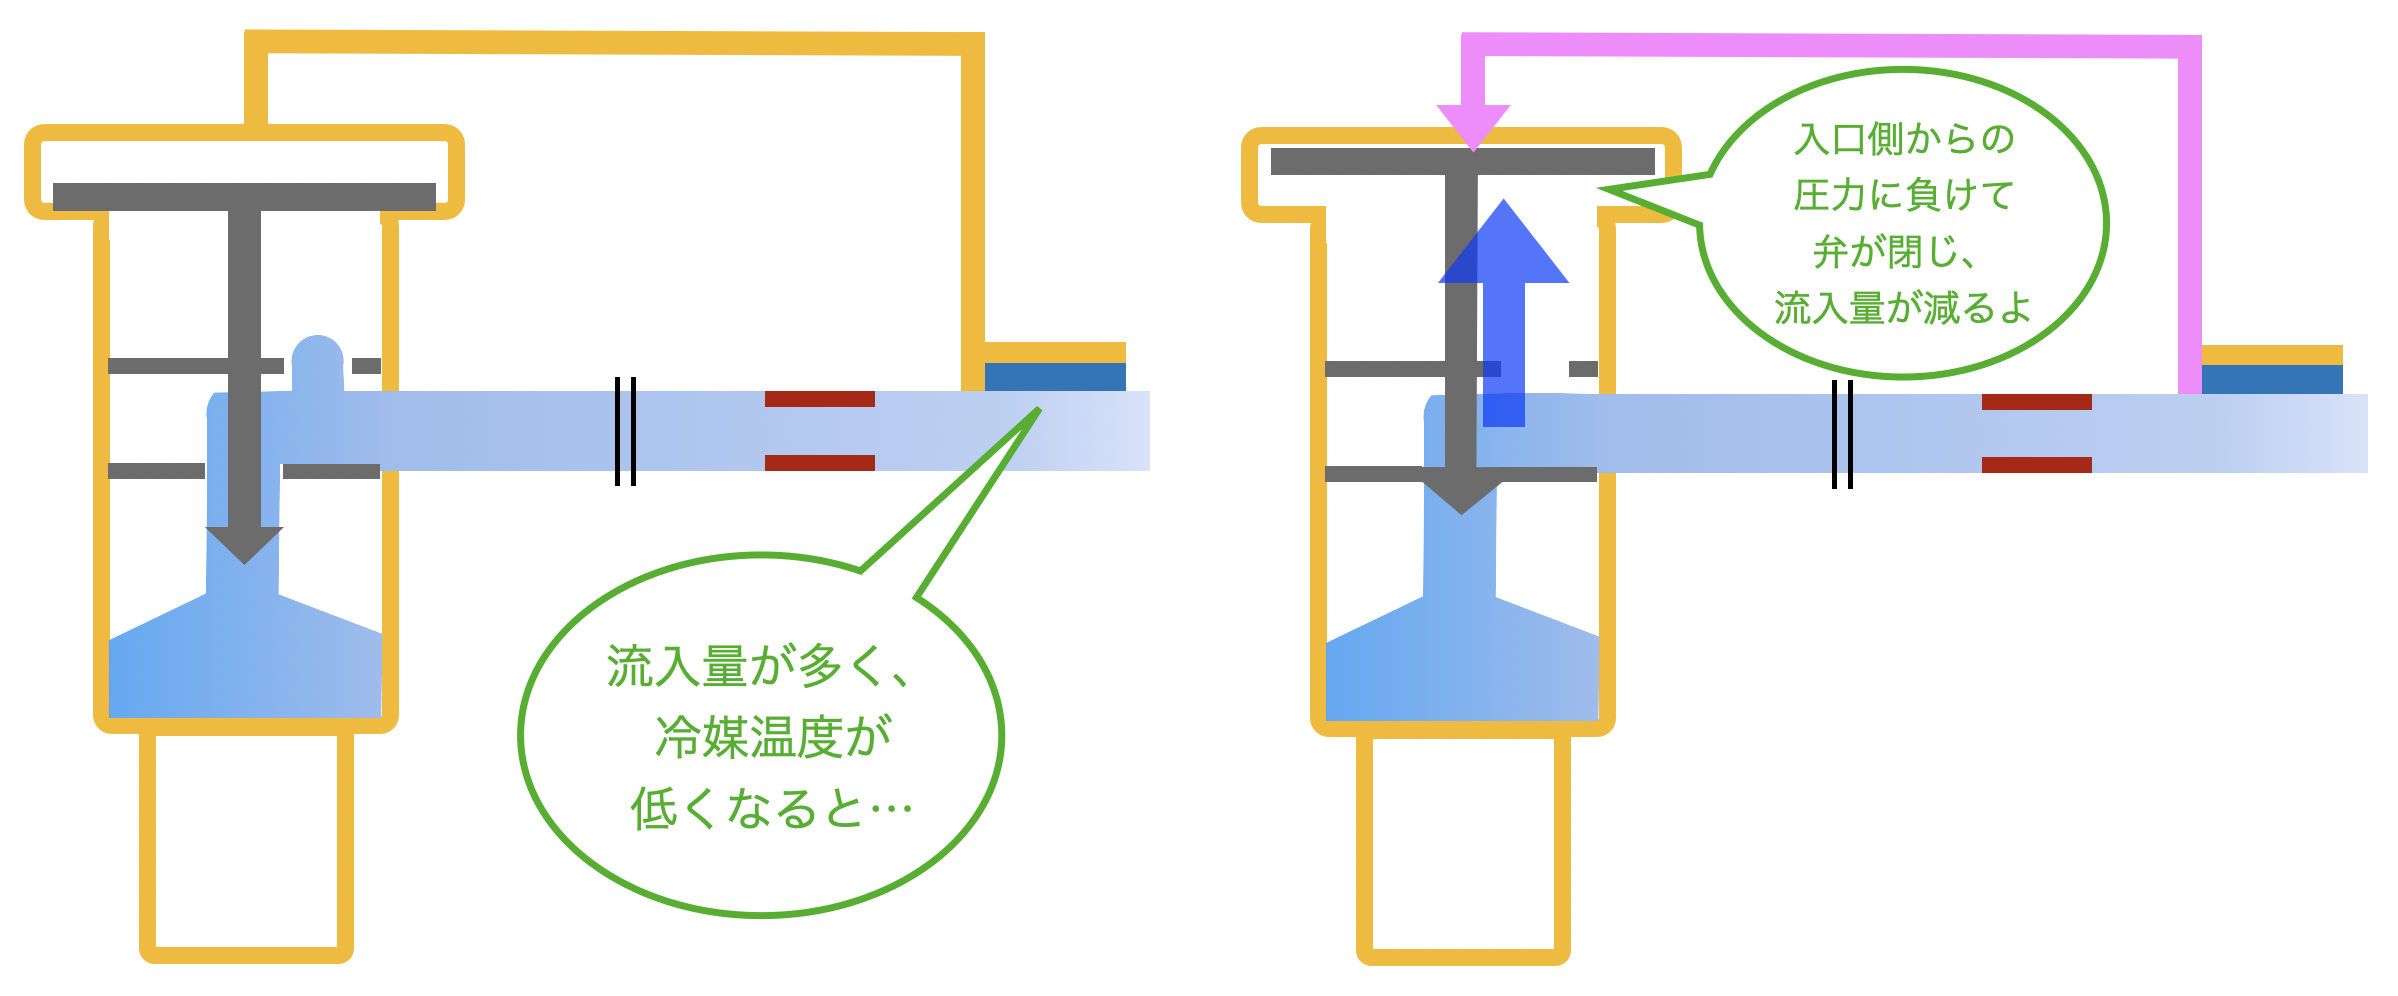 流入量が多く、
冷媒温度が
低くなると…
入口側からの
圧力に負けて
弁が閉じ、
流入量が減るよ